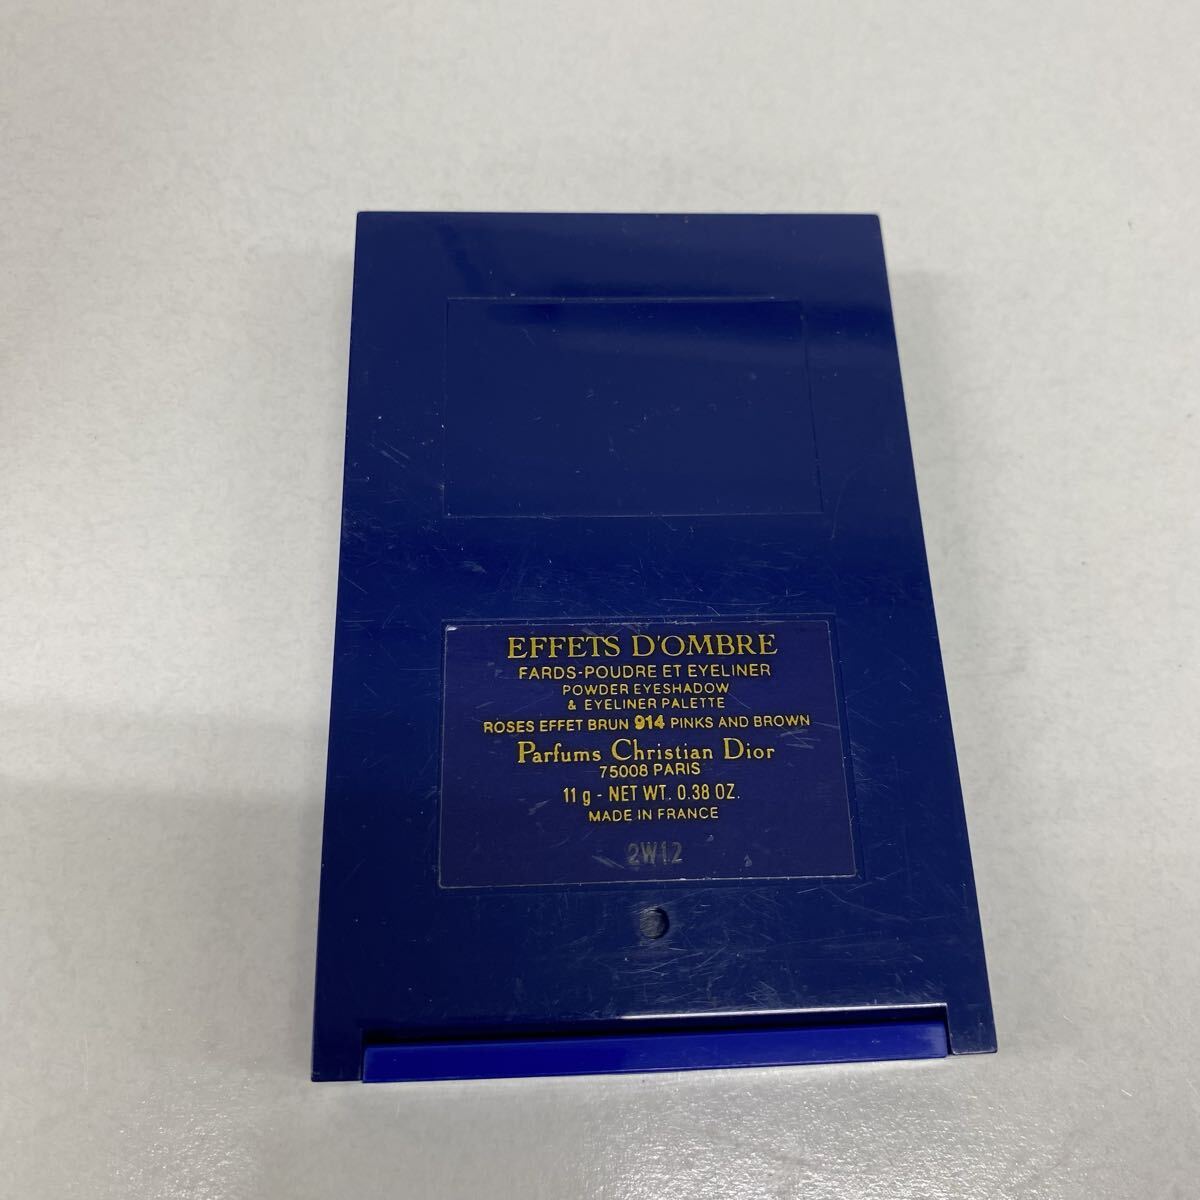 EFFETS D'OMBRE
FARDS-POUDRE ET EYELINER
POWDER EYESHADOW
& EYELINER PALETTE
ROSES EFFET BRUN 914 PINKS AND BROWN
Parfums Christian Dior
75008 PARIS
11 g - NET WT. 0.38 OZ.
MADE IN FRANCE
2W12